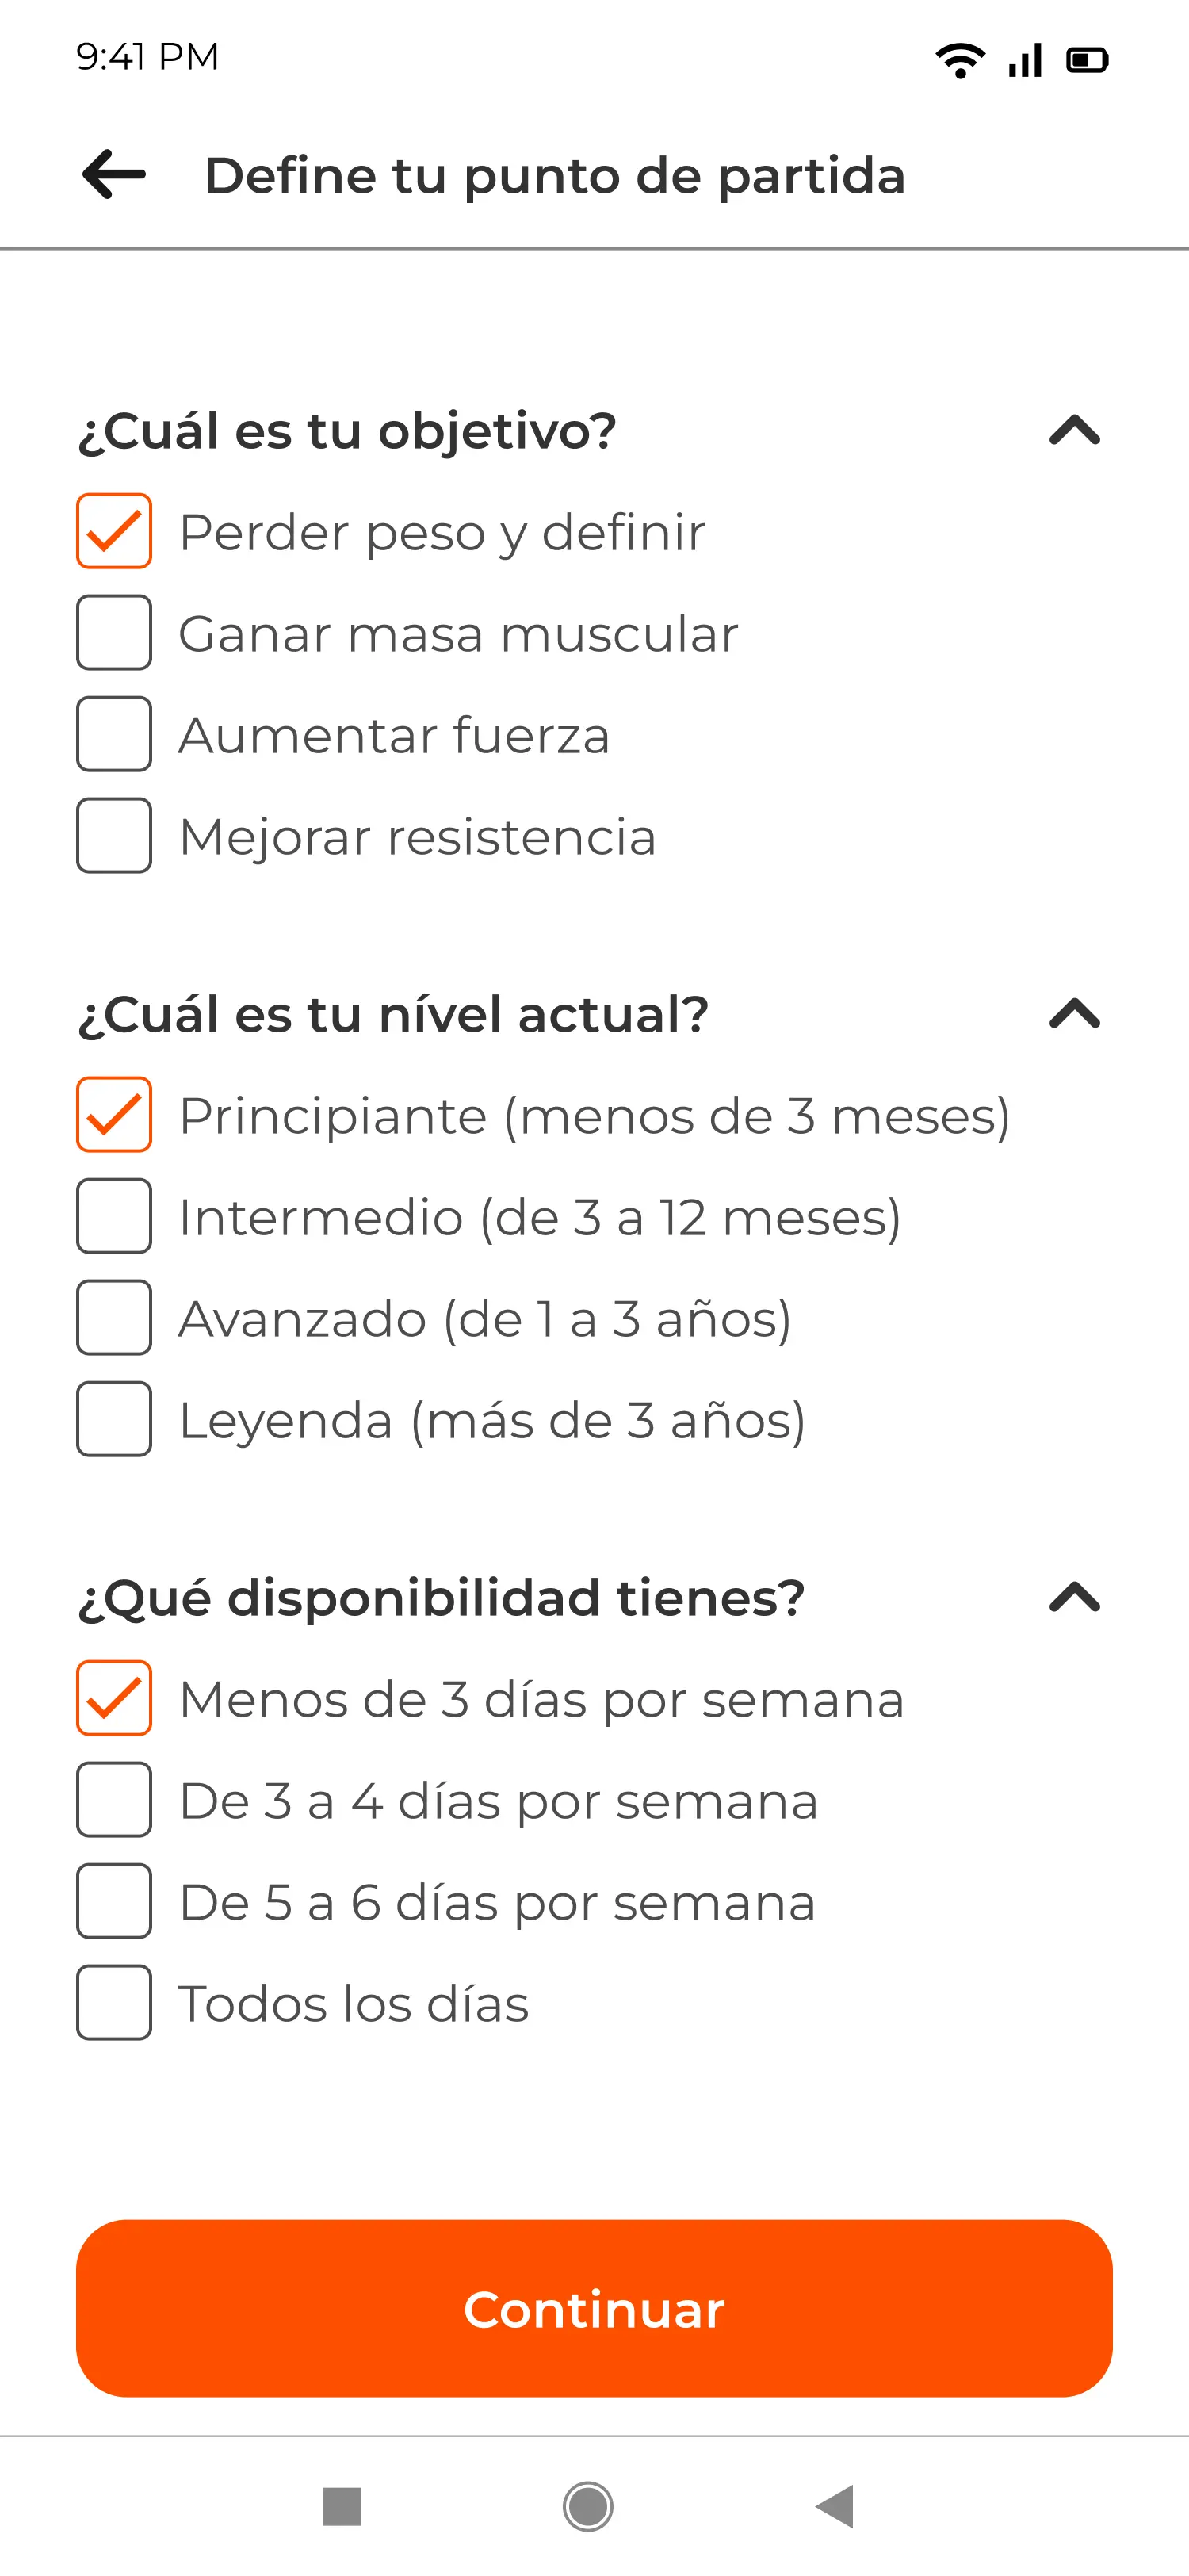 9:41 PM
Define tu punto de partida
¿Cuál es tu objetivo?
Perder peso y definir
Ganar masa muscular
Aumentar fuerza
Mejorar resistencia
¿Cuál es tu nível actual?
Principiante (menos de 3 meses)
Intermedio (de 3 a 12 meses)
Avanzado (de 1 a 3 años)
Leyenda (más de 3 años)
¿Qué disponibilidad tienes?
Menos de 3 días por semana
De 3 a 4 días por semana
De 5 a 6 días por semana
Todos los días
Continuar